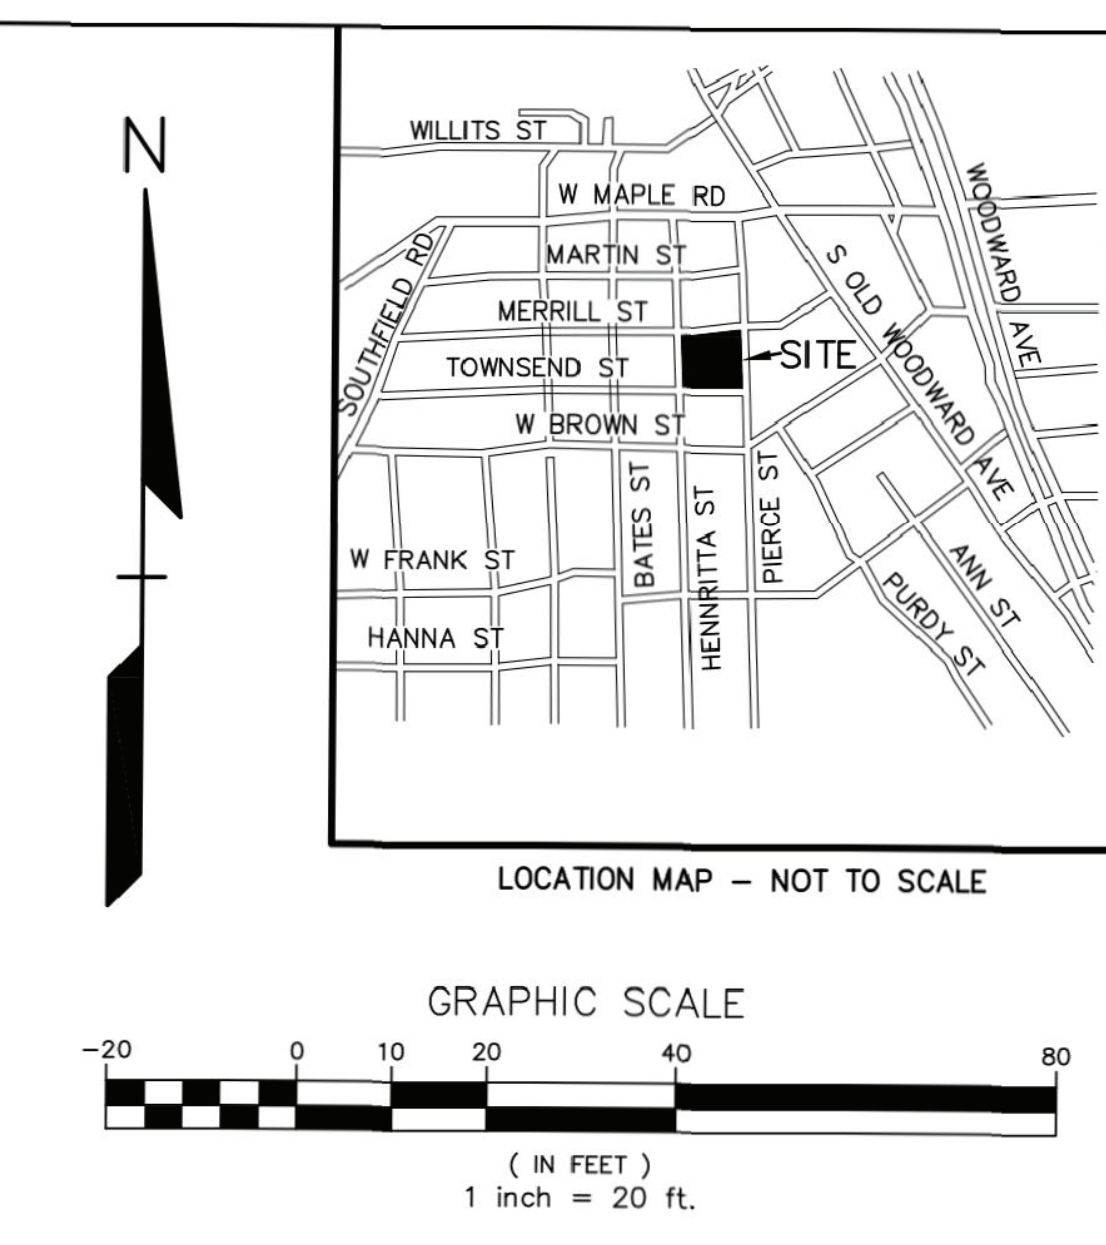 N
WILLITS ST
W MAPLE RD
WOODWARD AVE
MARTIN ST
SOUTHFIELD RD
S OLD WOODWARD AVE
MERRILL ST
SITE
TOWNSEND ST
W BROWN ST
BATES ST
HENNRITTA ST
PIERCE ST
W FRANK ST
ANN ST
PURDY ST
HANNA ST
LOCATION MAP – NOT TO SCALE
GRAPHIC SCALE
−20 0 10 20 40 80
( IN FEET )
1 inch = 20 ft.